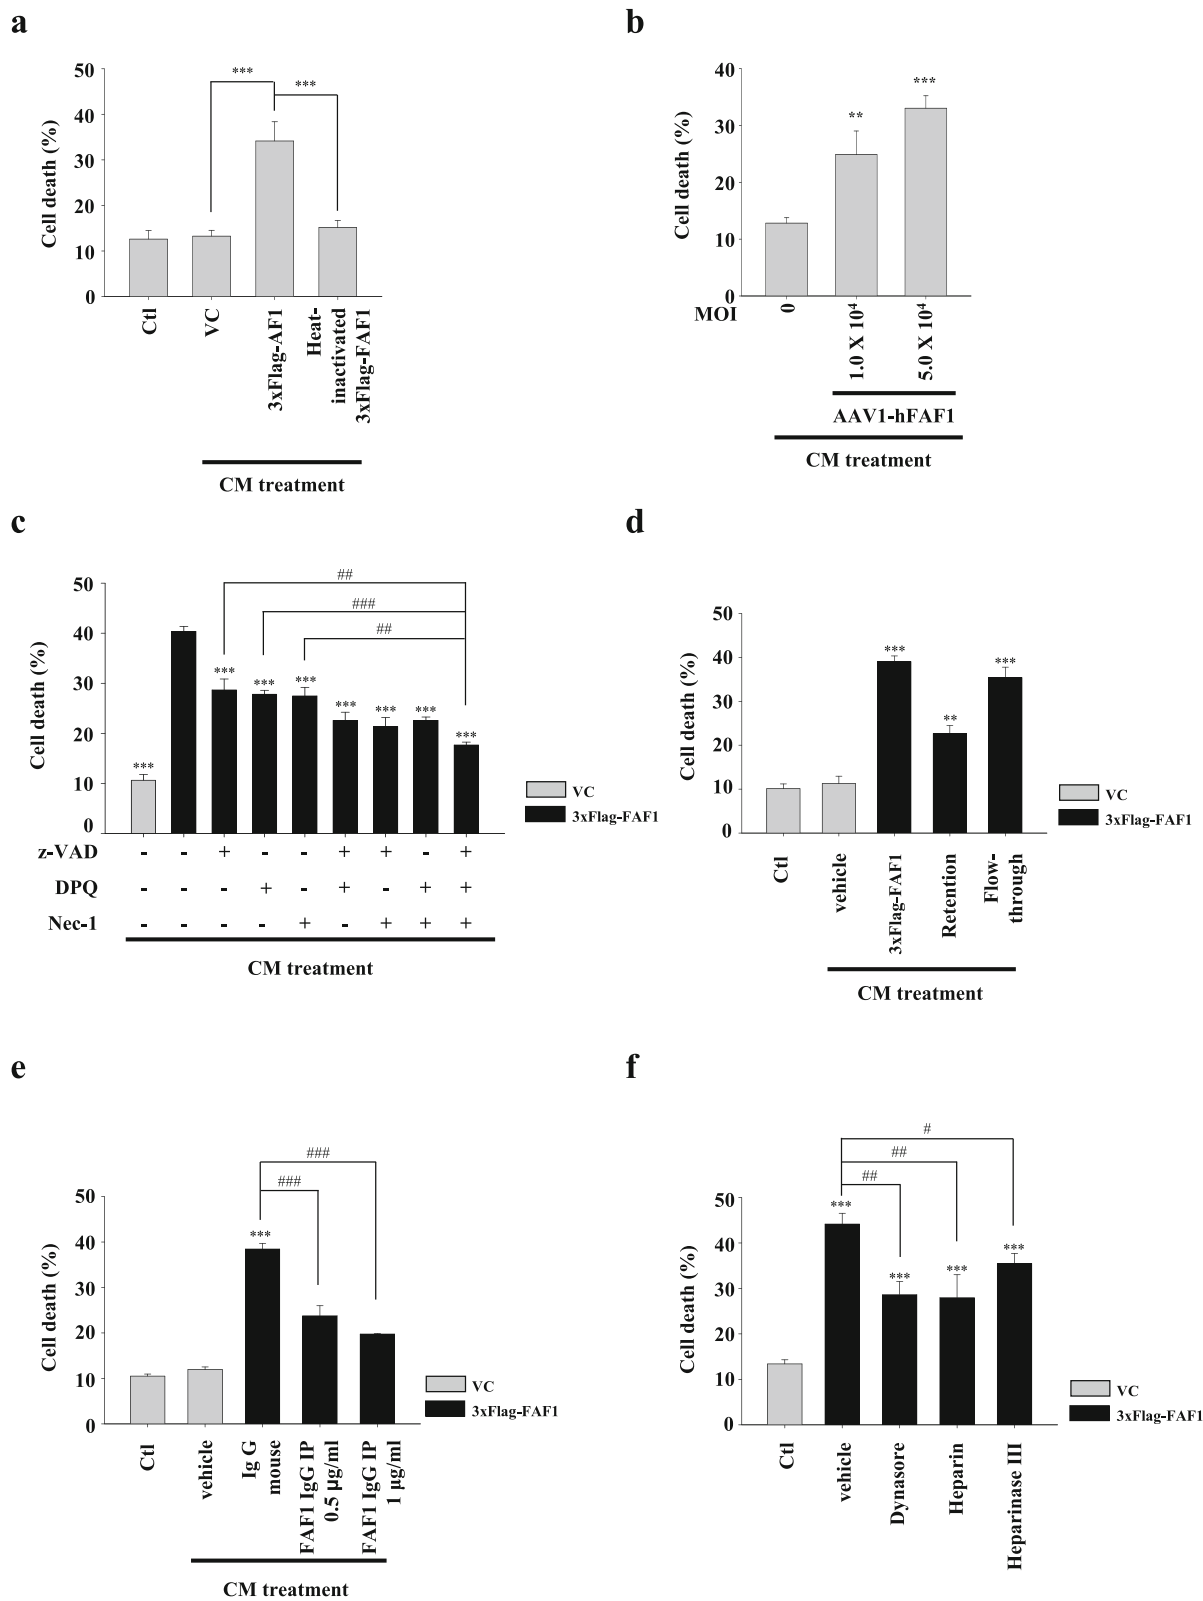 a
50
40
30
20
10
0
Cell death (%)
***
***
Ctl
VC
3xFlag-AF1
Heat-
inactivated
3xFlag-FAF1
CM treatment
b
40
30
20
10
0
Cell death (%)
**
***
MOI
0
1.0 X 10⁴
5.0 X 10⁴
AAV1-hFAF1
CM treatment
c
50
40
30
20
10
0
Cell death (%)
##
###
##
*** *** *** *** *** *** *** ***
VC
3xFlag-FAF1
z-VAD - - + - - + + - +
DPQ - - - + - + - + +
Nec-1 - - - - + - + + +
CM treatment
d
50
40
30
20
10
0
Cell death (%)
***
**
***
Ctl
vehicle
3xFlag-FAF1
Retention
Flow-
through
CM treatment
e
50
40
30
20
10
0
Cell death (%)
###
###
***
VC
3xFlag-FAF1
Ctl
vehicle
Ig G
mouse
FAF1 IgG IP
0.5 µg/ml
FAF1 IgG IP
1 µg/ml
CM treatment
f
50
40
30
20
10
0
Cell death (%)
#
##
##
***
***
***
***
VC
3xFlag-FAF1
Ctl
vehicle
Dynasore
Heparin
Heparinase III